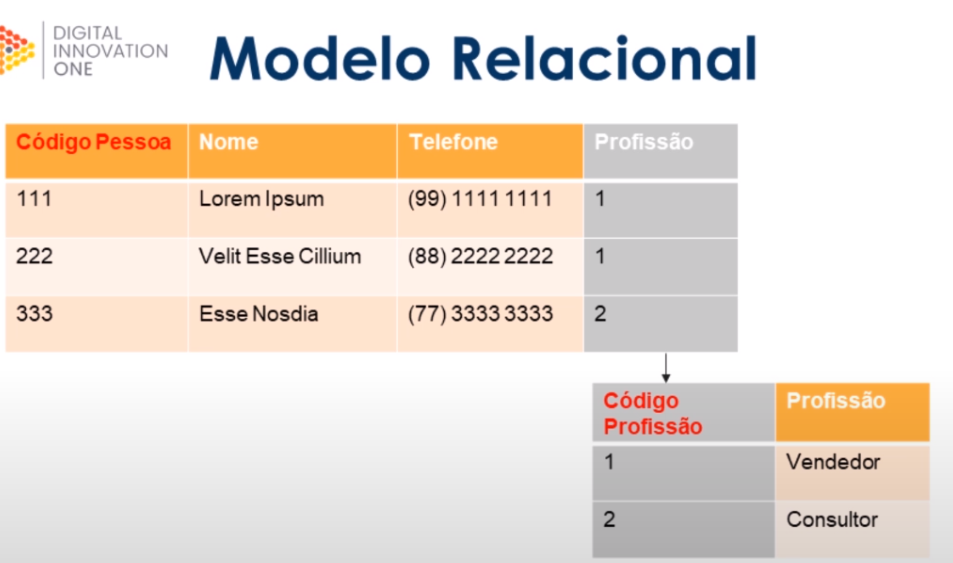 DIGITAL
INNOVATION
ONE
Modelo Relacional
Código Pessoa Nome Telefone Profissão
111 Lorem Ipsum (99) 1111 1111 1
222 Velit Esse Cillium (88) 2222 2222 1
333 Esse Nosdia (77) 3333 3333 2
Código
Profissão
Profissão
1 Vendedor
2 Consultor